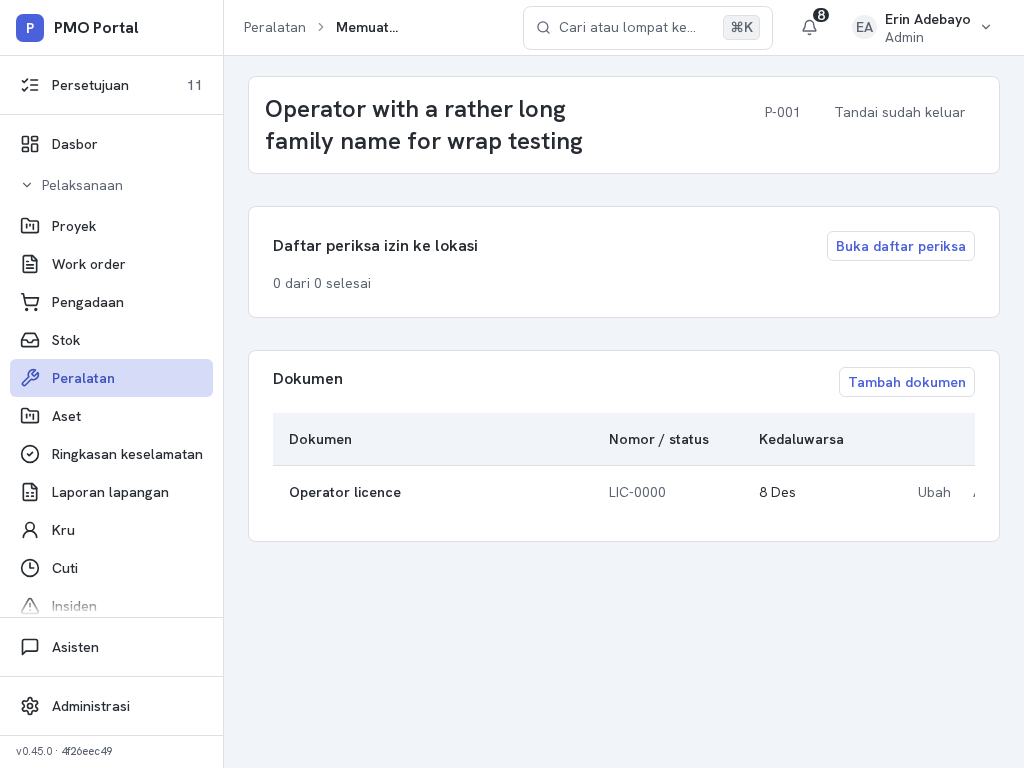 P PMO Portal
Peralatan > Memuat…
Cari atau lompat ke… ⌘K
8
EA Erin Adebayo
Admin
Persetujuan 11
Dasbor
Pelaksanaan
Proyek
Work order
Pengadaan
Stok
Peralatan
Aset
Ringkasan keselamatan
Laporan lapangan
Kru
Cuti
Insiden
Asisten
Administrasi
v0.45.0 · 4f26eec49
Operator with a rather long
family name for wrap testing
P-001 Tandai sudah keluar
Daftar periksa izin ke lokasi Buka daftar periksa
0 dari 0 selesai
Dokumen Tambah dokumen
Dokumen Nomor / status Kedaluwarsa
Operator licence LIC-0000 8 Des Ubah